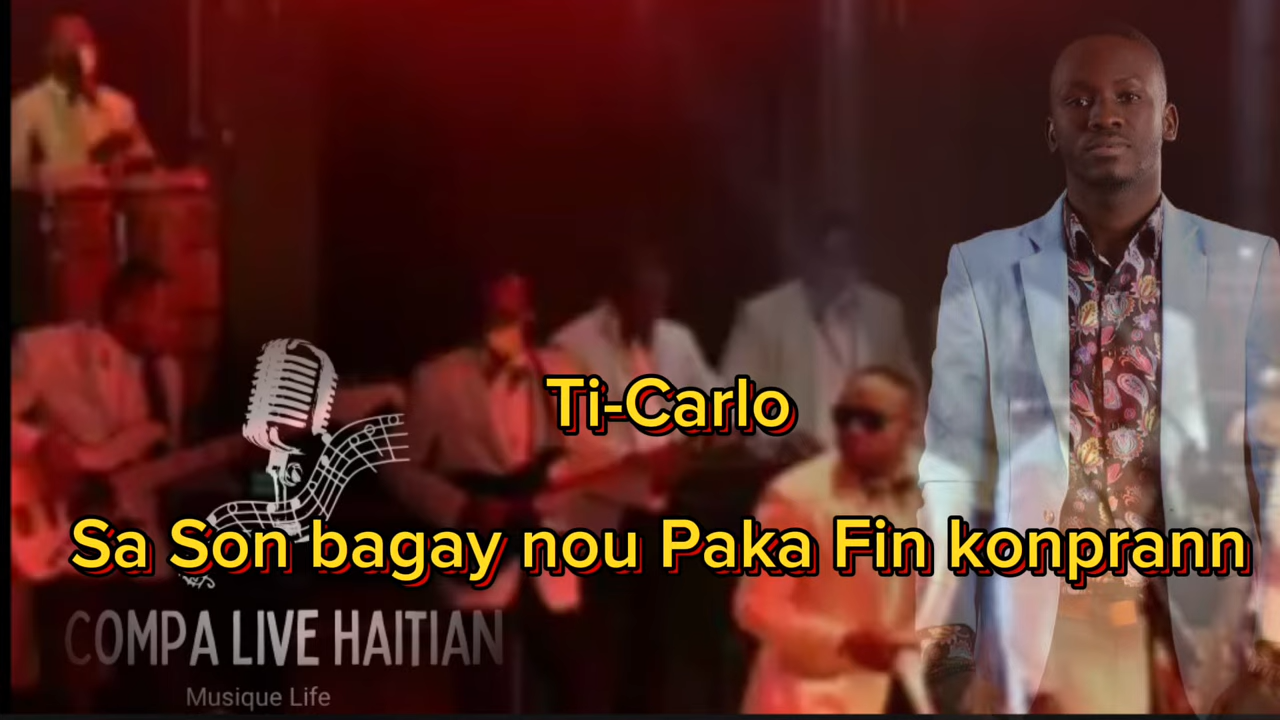 Ti-Carlo
Sa Son bagay nou Paka Fin konprann
COMPA LIVE HAITIAN
Musique Life